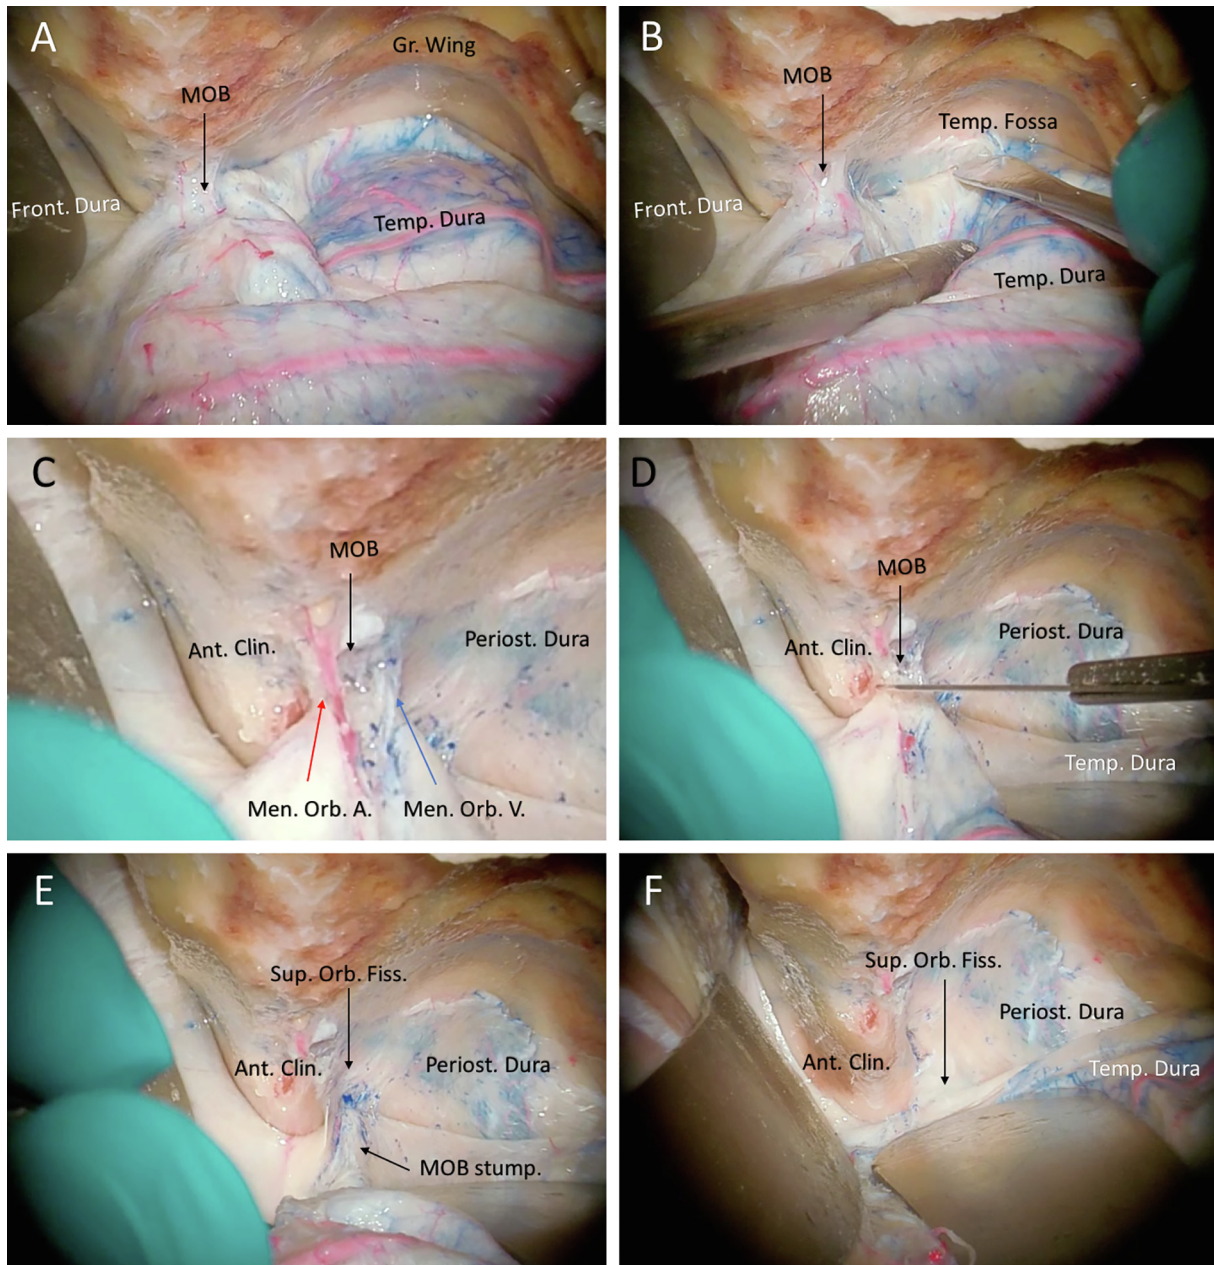 A
Gr. Wing
MOB
Front. Dura
Temp. Dura
B
MOB
Temp. Fossa
Front. Dura
Temp. Dura
C
MOB
Ant. Clin.
Periost. Dura
Men. Orb. A.
Men. Orb. V.
D
MOB
Ant. Clin.
Periost. Dura
Temp. Dura
E
Sup. Orb. Fiss.
Ant. Clin.
Periost. Dura
MOB stump.
F
Sup. Orb. Fiss.
Periost. Dura
Ant. Clin.
Temp. Dura